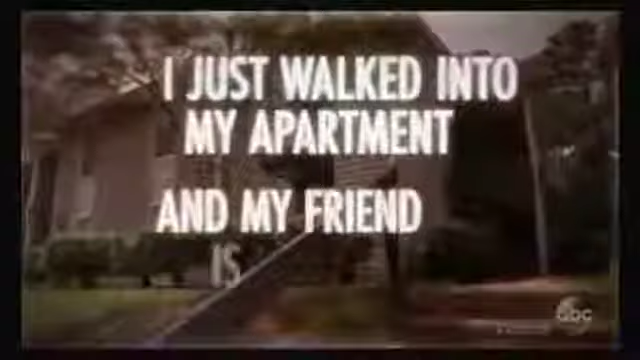 I JUST WALKED INTO
MY APARTMENT
AND MY FRIEND
IS
abc